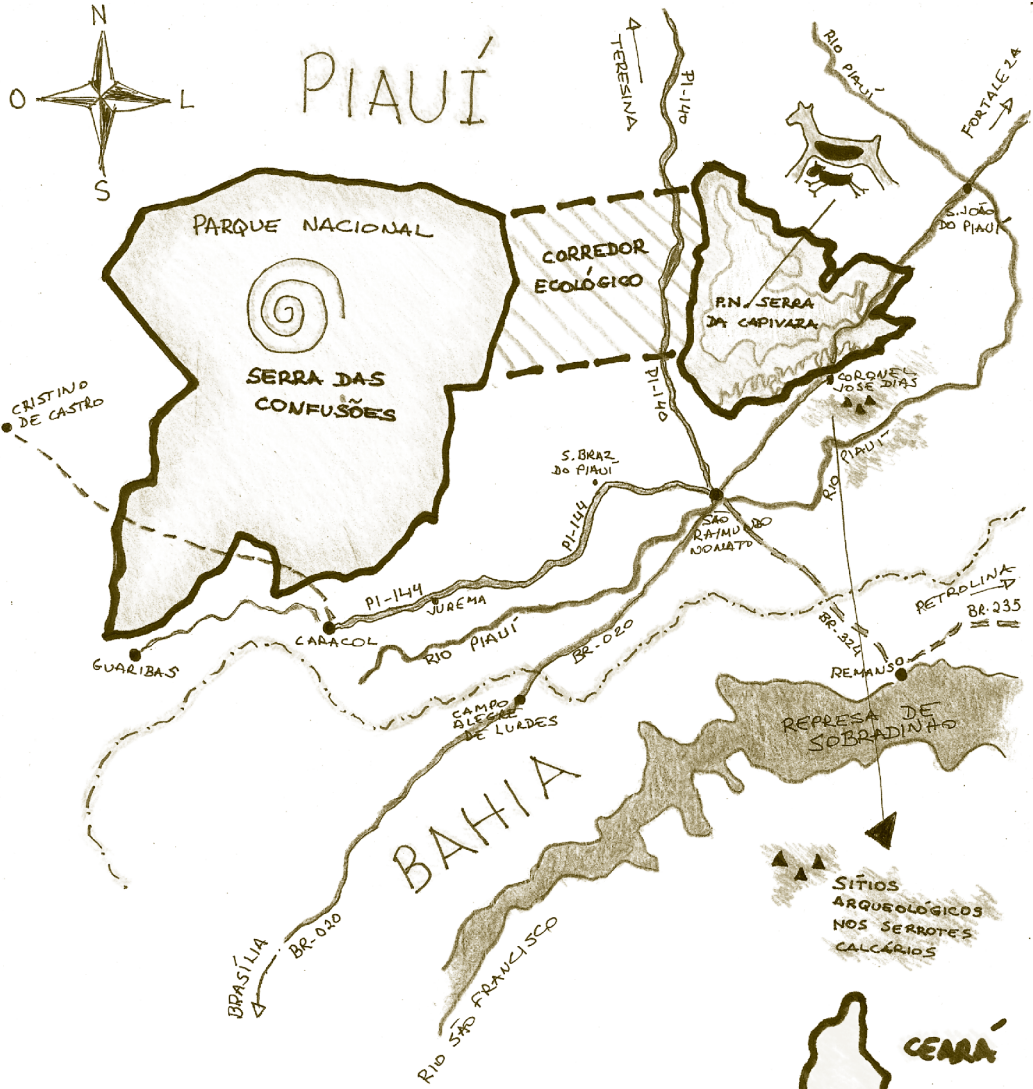 N
O
L
S
PIAUÍ
TERESINA
PI-140
RIO PIAUÍ
FORTALEZA
S. JOÃO
DO PIAUÍ
PARQUE NACIONAL
SERRA DAS
CONFUSÕES
CORREDOR
ECOLÓGICO
P.N. SERRA
DA CAPIVARA
CORONEL
JOSÉ DIAS
CRISTINO
DE CASTRO
PI-140
S. BRAZ
DO PIAUÍ
PI-144
SÃO
RAIMUNDO
NONATO
RIO PIAUÍ
PI-144
JUREMA
CARACOL
GUARIBAS
RIO PIAUÍ
BR-020
BR-324
PETROLINA
BR-235
REMANSO
CAMPO
ALEGRE
DE LURDES
REPRESA DE
SOBRADINHO
BAHIA
BR-020
BRASÍLIA
RIO SÃO FRANCISCO
SÍTIOS
ARQUEOLÓGICOS
NOS SERROTES
CALCÁRIOS
CEARÁ